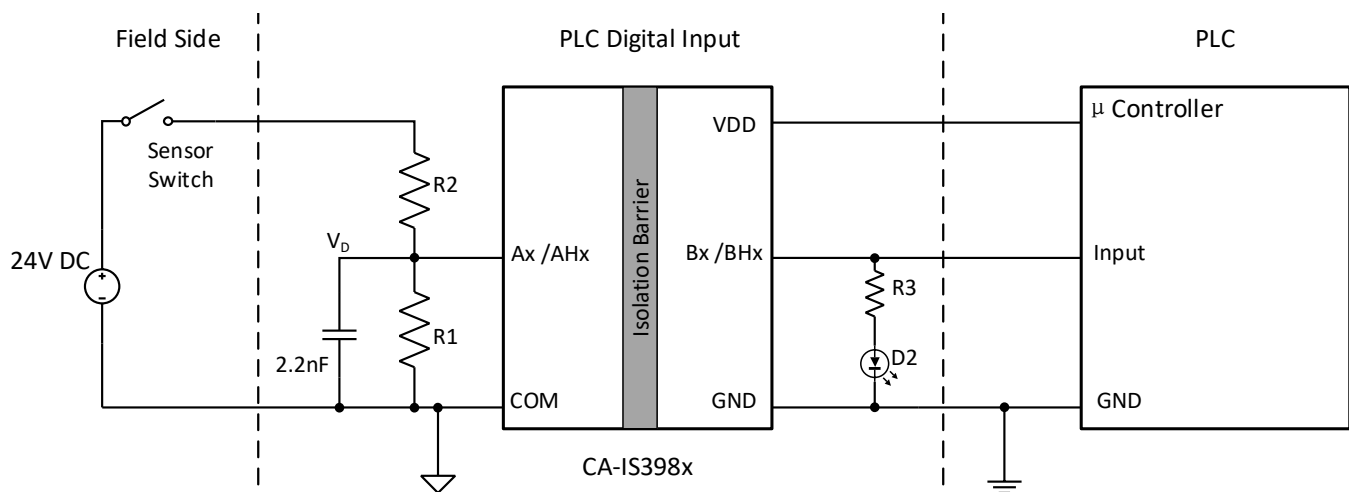 Field Side
PLC Digital Input
PLC
Sensor
Switch
24V DC
+
-
R2
V_D
R1
2.2nF
Ax /AHx
COM
Isolation Barrier
VDD
Bx /BHx
GND
R3
D2
μ Controller
Input
GND
CA-IS398x